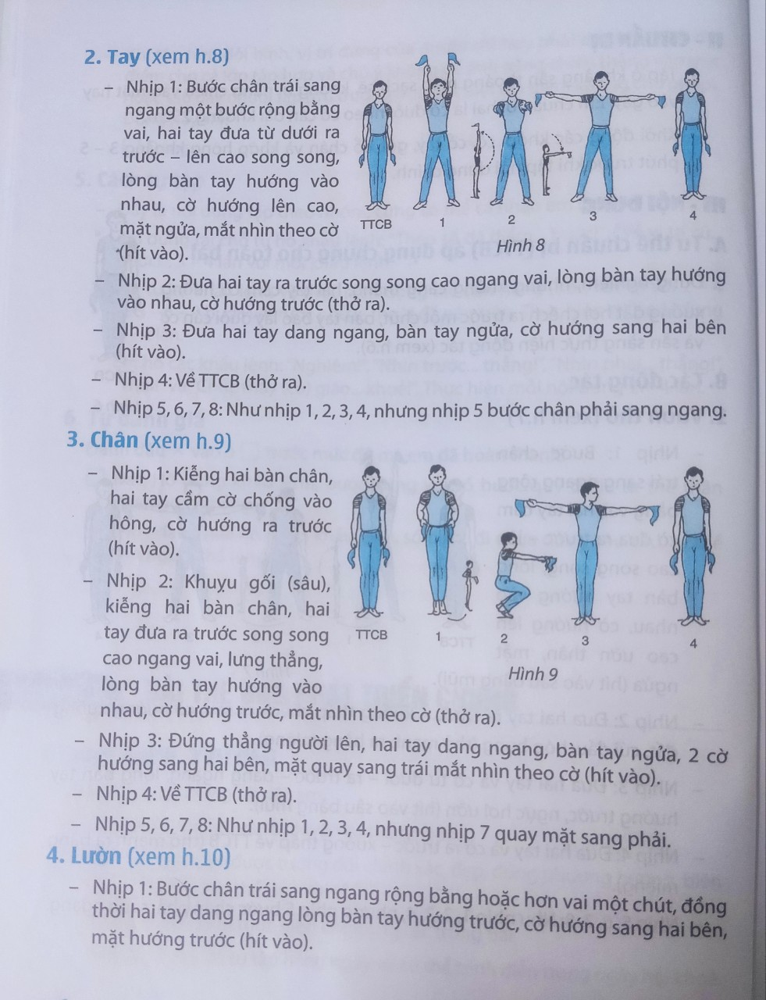 2. Tay (xem h.8)
– Nhịp 1: Bước chân trái sang
ngang một bước rộng bằng
vai, hai tay đưa từ dưới ra
trước – lên cao song song,
lòng bàn tay hướng vào
nhau, cờ hướng lên cao,
mặt ngửa, mắt nhìn theo cờ
(hít vào).
TTCB 1 2 3 4
Hình 8
– Nhịp 2: Đưa hai tay ra trước song song cao ngang vai, lòng bàn tay hướng
vào nhau, cờ hướng trước (thở ra).
– Nhịp 3: Đưa hai tay dang ngang, bàn tay ngửa, cờ hướng sang hai bên
(hít vào).
– Nhịp 4: Về TTCB (thở ra).
– Nhịp 5, 6, 7, 8: Như nhịp 1, 2, 3, 4, nhưng nhịp 5 bước chân phải sang ngang.
3. Chân (xem h.9)
– Nhịp 1: Kiễng hai bàn chân,
hai tay cầm cờ chống vào
hông, cờ hướng ra trước
(hít vào).
– Nhịp 2: Khuỵu gối (sâu),
kiễng hai bàn chân, hai
tay đưa ra trước song song
cao ngang vai, lưng thẳng,
lòng bàn tay hướng vào
nhau, cờ hướng trước, mắt nhìn theo cờ (thở ra).
TTCB 1 2 3 4
Hình 9
– Nhịp 3: Đứng thẳng người lên, hai tay dang ngang, bàn tay ngửa, 2 cờ
hướng sang hai bên, mặt quay sang trái mắt nhìn theo cờ (hít vào).
– Nhịp 4: Về TTCB (thở ra).
– Nhịp 5, 6, 7, 8: Như nhịp 1, 2, 3, 4, nhưng nhịp 7 quay mặt sang phải.
4. Lườn (xem h.10)
– Nhịp 1: Bước chân trái sang ngang rộng bằng hoặc hơn vai một chút, đồng
thời hai tay dang ngang lòng bàn tay hướng trước, cờ hướng sang hai bên,
mặt hướng trước (hít vào).